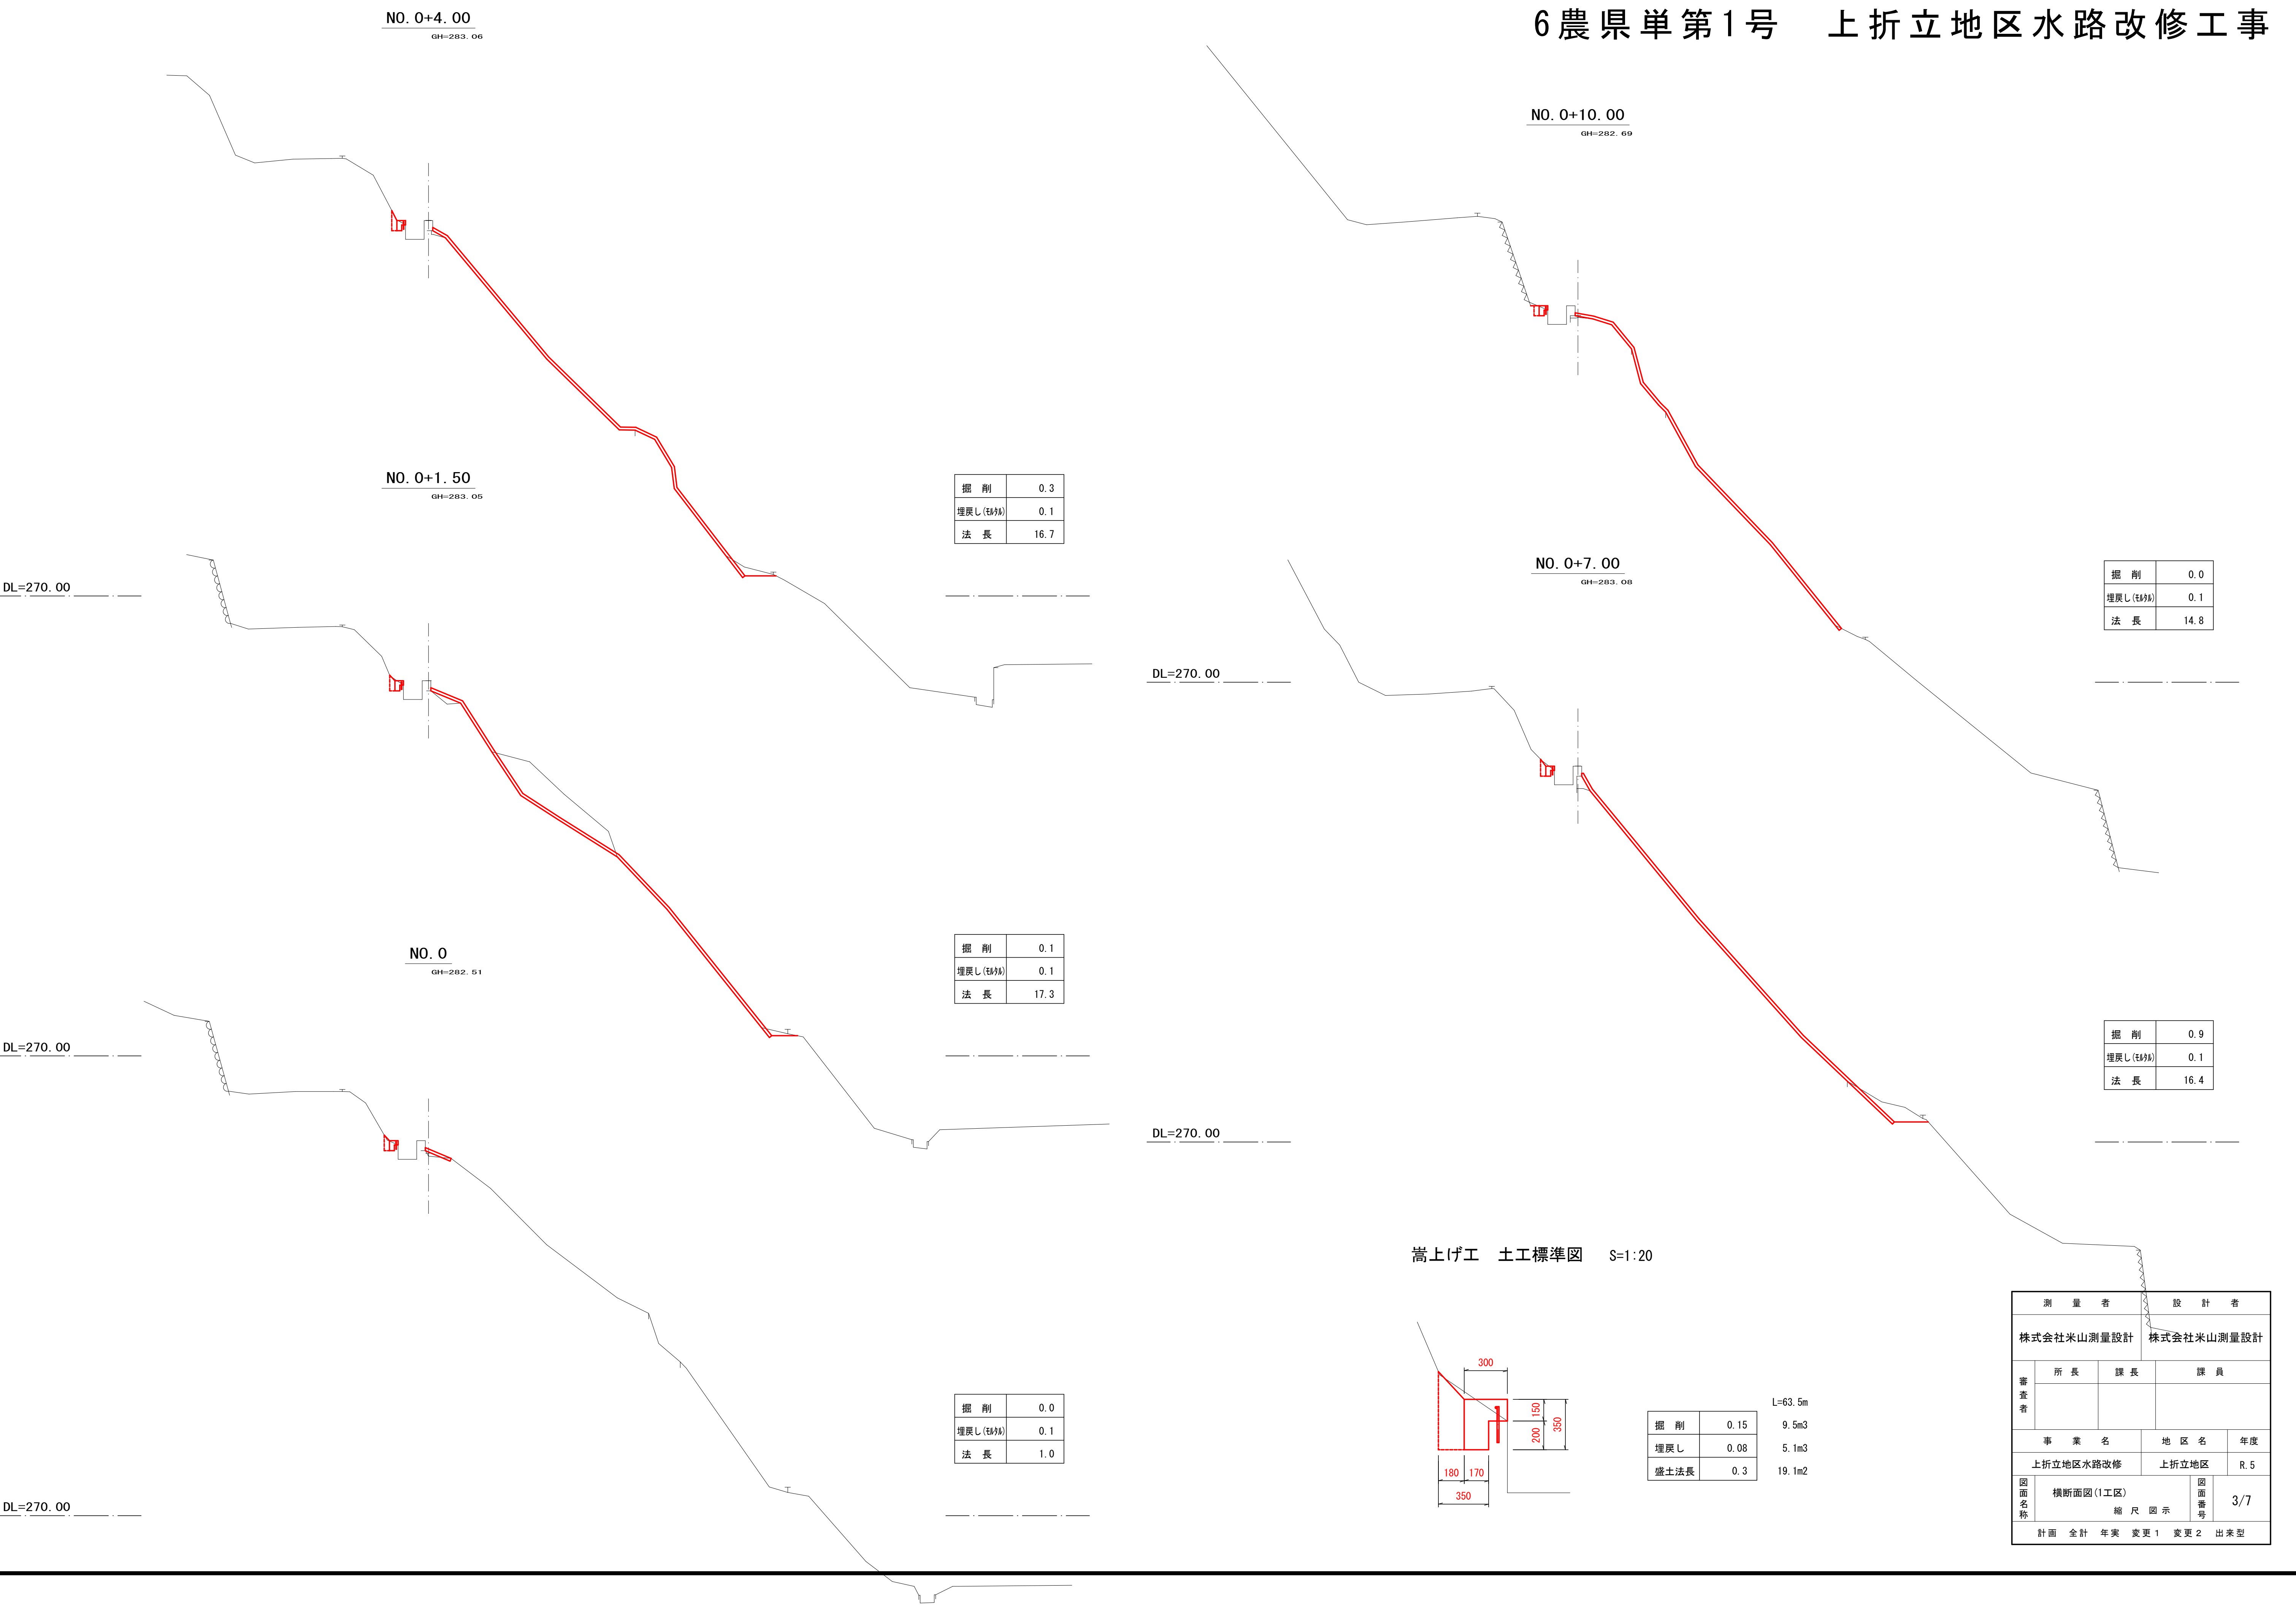 6農県単第1号　上折立地区水路改修工事
NO. 0+4.00
GH=283.06
掘　削　0.3
埋戻し(ﾓﾙﾀﾙ)　0.1
法　長　16.7
DL=270.00
NO. 0+1.50
GH=283.05
掘　削　0.1
埋戻し(ﾓﾙﾀﾙ)　0.1
法　長　17.3
DL=270.00
NO. 0
GH=282.51
掘　削　0.0
埋戻し(ﾓﾙﾀﾙ)　0.1
法　長　1.0
DL=270.00
NO. 0+10.00
GH=282.69
掘　削　0.0
埋戻し(ﾓﾙﾀﾙ)　0.1
法　長　14.8
DL=270.00
NO. 0+7.00
GH=283.08
掘　削　0.9
埋戻し(ﾓﾙﾀﾙ)　0.1
法　長　16.4
DL=270.00
嵩上げ工　土工標準図　S=1:20
300
150
200
350
180　170
350
L=63.5m
掘　削　0.15　9.5m3
埋戻し　0.08　5.1m3
盛土法長　0.3　19.1m2
測　量　者　設　計　者
株式会社米山測量設計　株式会社米山測量設計
審査者　所　長　課　長　課　員
事　業　名　地　区　名　年度
上折立地区水路改修　上折立地区　R.5
図面名称　横断面図(1工区)　図面番号　3/7
縮　尺　図　示
計画　全計　年実　変更1　変更2　出来型